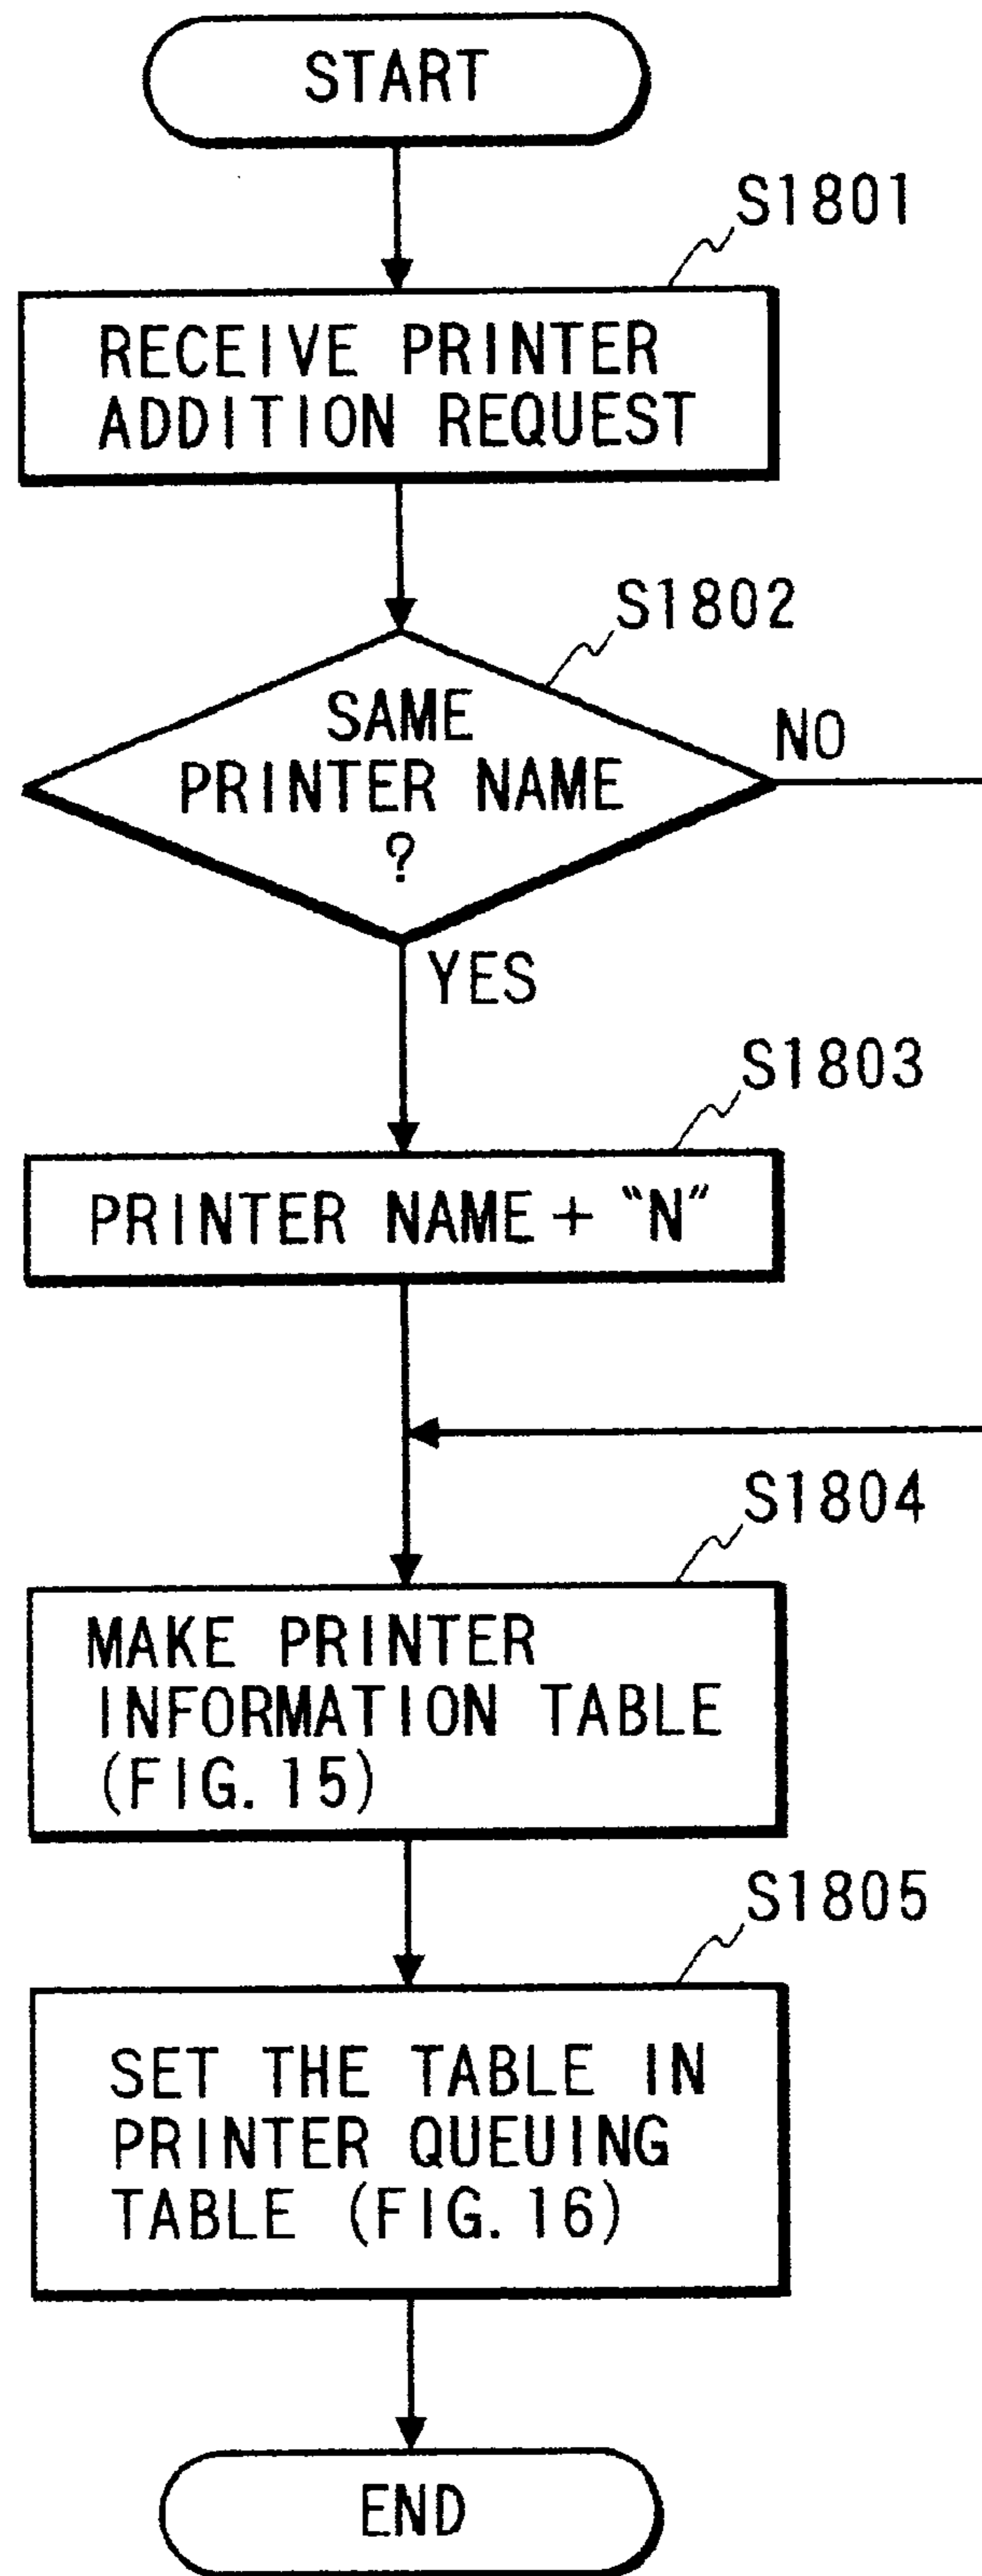 START
S1801
RECEIVE PRINTER
ADDITION REQUEST
S1802
SAME
PRINTER NAME
?
NO
YES
S1803
PRINTER NAME + “N”
S1804
MAKE PRINTER
INFORMATION TABLE
(FIG. 15)
S1805
SET THE TABLE IN
PRINTER QUEUING
TABLE (FIG. 16)
END